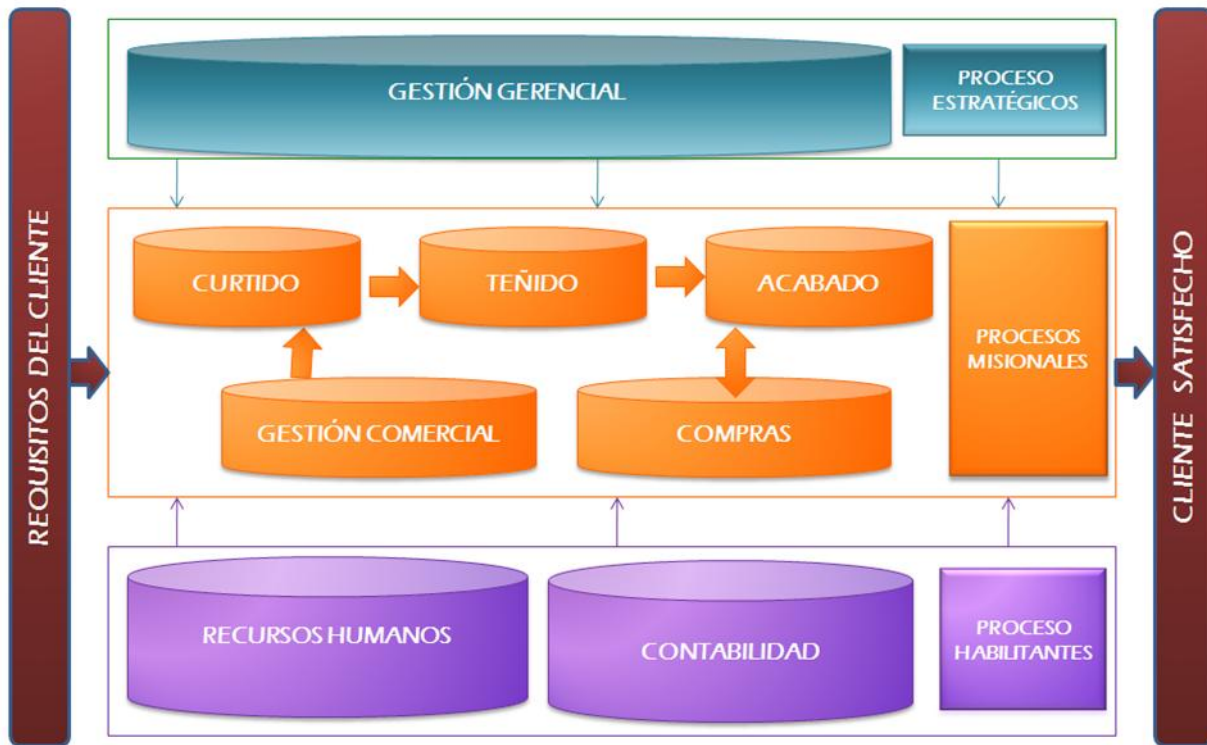 REQUISITOS DEL CLIENTE
GESTIÓN GERENCIAL
PROCESO
ESTRATÉGICOS
CURTIDO
TEÑIDO
ACABADO
GESTIÓN COMERCIAL
COMPRAS
PROCESOS
MISIONALES
RECURSOS HUMANOS
CONTABILIDAD
PROCESO
HABILITANTES
CLIENTE SATISFECHO